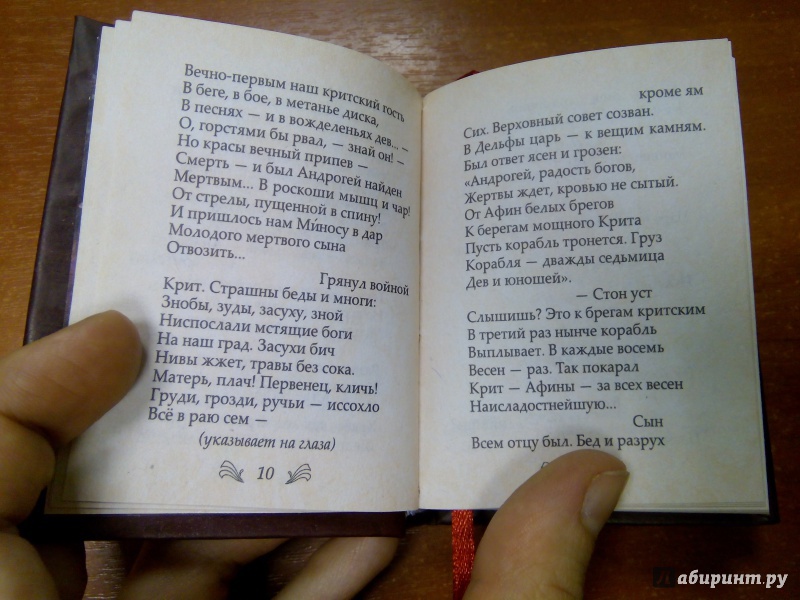 Вечно-первым наш критский гость
В беге, в бое, в метанье диска,
В песнях — и в вожделеньях дев... —
О, горстями бы рвал, — знай он! —
Но красы вечный припев —
Смерть — и был Андрогей найден
Мертвым... В роскоши мышц и чар!
От стрелы, пущенной в спину!
И пришлось нам Ми́носу в дар
Молодого мертвого сына
Отвозить...
Грянул войной
Крит. Страшны беды и многи:
Знобы, зуды, засуху, зной
Ниспослали мстящие боги
На наш град. Засухи бич
Нивы жжет, травы без сока.
Матерь, плачь! Первенец, кличь!
Груди, грозди, ручьи — иссохло
Всё в раю сем —
(указывает на глаза)
10
кроме ям
Сих. Верховный совет созван.
В Дельфы царь — к вещим камням.
Был ответ ясен и грозен:
«Андрогей, радость богов,
Жертвы ждет, кровью не сытый.
От Афин белых брегов
К берегам мощного Крита
Пусть корабль тронется. Груз
Корабля — дважды седьмица
Дев и юношей».
— Стон уст
Слышишь? Это к брегам критским
В третий раз нынче корабль
Выплывает. В каждые восемь
Весен — раз. Так покарал
Крит — Афины — за всех весен
Наисладостнейшую...
Сын
Всем отцу был. Бед и разрух
Лабиринт.ру